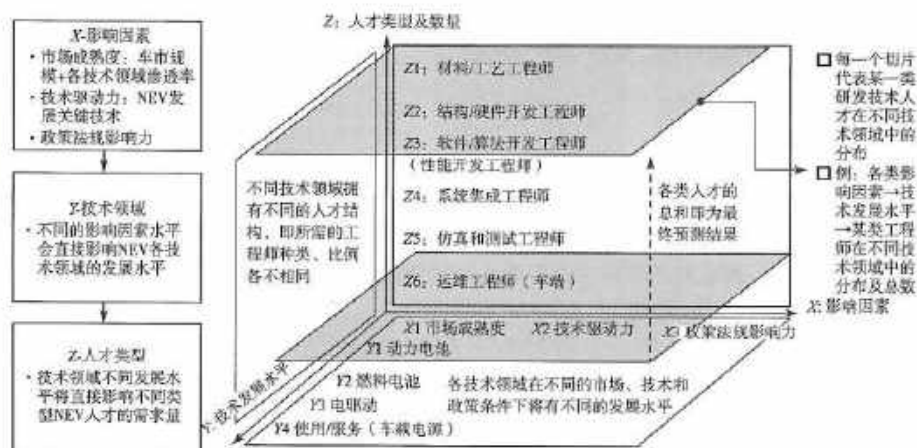 X-影响因素
· 市场成熟度：车市规
模+各技术领域渗透率
· 技术驱动力：NEV发
展关键技术
· 政策法规影响力
Y-技术领域
· 不同的影响因素水平
会直接影响NEV各技
术领域的发展水平
Z-人才类型
· 技术领域不同发展水
平将直接影响不同类
型NEV人才的需求量
Z：人才类型及数量
Z1：材料/工艺工程师
Z2：结构/硬件开发工程师
Z3：软件/算法开发工程师
（性能开发工程师）
Z4：系统集成工程师
Z5：仿真和测试工程师
Z6：运维工程师（车端）
不同技术领域拥
有不同的人才结
构，即所需的工
程师种类、比例
各不相同
各类人才的
总和即为最
终预测结果
X：影响因素
X1 市场成熟度
X2 技术驱动力
X3 政策法规影响力
Y：技术发展水平
Y1 动力电池
Y2 燃料电池
Y3 电驱动
Y4 使用/服务（车载电源）
各技术领域在不同的市场、技术和
政策条件下将有不同的发展水平
□ 每一个切片
代表某一类
研发技术人
才在不同技
术领域中的
分布
□ 例：各类影
响因素→技
术发展水平
→某类工程
师在不同技
术领域中的
分布及总数